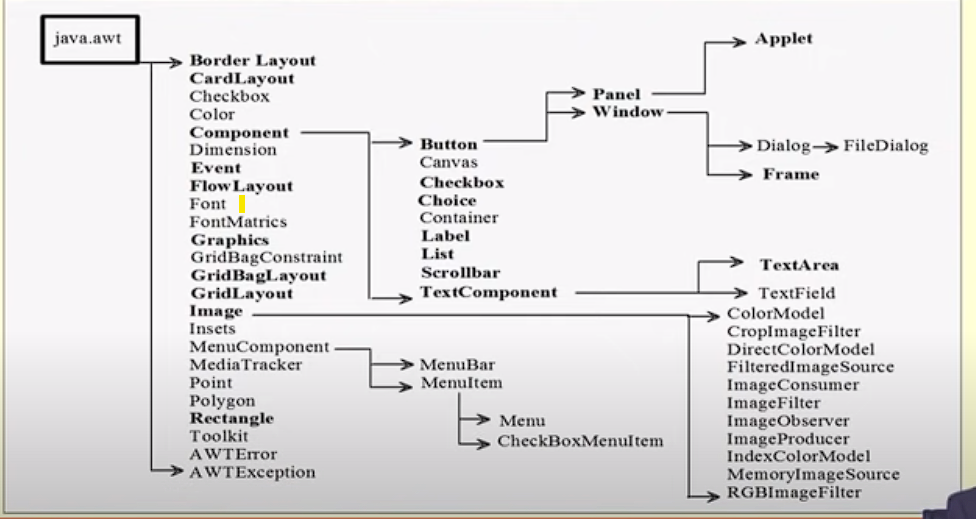 java.awt
Border Layout
CardLayout
Checkbox
Color
Component
Dimension
Event
FlowLayout
Font
FontMatrics
Graphics
GridBagConstraint
GridBagLayout
GridLayout
Image
Insets
MenuComponent
MediaTracker
Point
Polygon
Rectangle
Toolkit
AWTError
AWTException
Button
Canvas
Checkbox
Choice
Container
Label
List
Scrollbar
TextComponent
MenuBar
MenuItem
Menu
CheckBoxMenuItem
Panel
Window
Applet
Dialog FileDialog
Frame
TextArea
TextField
ColorModel
CropImageFilter
DirectColorModel
FilteredImageSource
ImageConsumer
ImageFilter
ImageObserver
ImageProducer
IndexColorModel
MemoryImageSource
RGBImageFilter